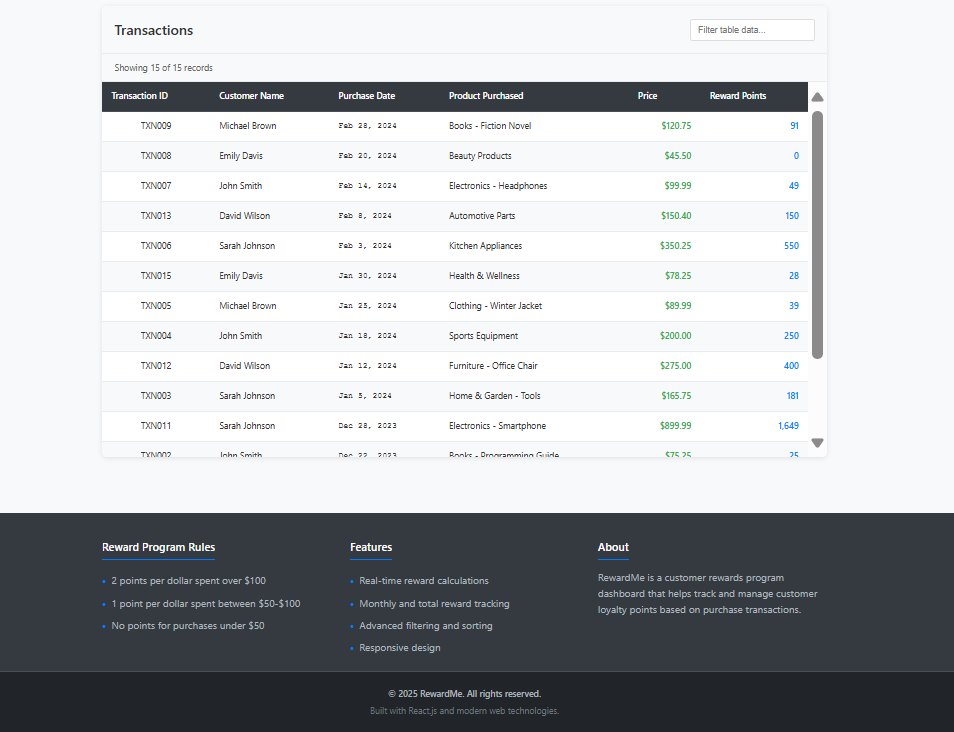 Transactions
Filter table data...
Showing 15 of 15 records
Transaction ID Customer Name Purchase Date Product Purchased Price Reward Points
TXN009 Michael Brown Feb 28, 2024 Books - Fiction Novel $120.75 91
TXN008 Emily Davis Feb 20, 2024 Beauty Products $45.50 0
TXN007 John Smith Feb 14, 2024 Electronics - Headphones $99.99 49
TXN013 David Wilson Feb 8, 2024 Automotive Parts $150.40 150
TXN006 Sarah Johnson Feb 3, 2024 Kitchen Appliances $350.25 550
TXN015 Emily Davis Jan 30, 2024 Health & Wellness $78.25 28
TXN005 Michael Brown Jan 25, 2024 Clothing - Winter Jacket $89.99 39
TXN004 John Smith Jan 18, 2024 Sports Equipment $200.00 250
TXN012 David Wilson Jan 12, 2024 Furniture - Office Chair $275.00 400
TXN003 Sarah Johnson Jan 5, 2024 Home & Garden - Tools $165.75 181
TXN011 Sarah Johnson Dec 28, 2023 Electronics - Smartphone $899.99 1,649
TXN002 John Smith Dec 22, 2023 Books - Programming Guide $75.25 25
Reward Program Rules
2 points per dollar spent over $100
1 point per dollar spent between $50-$100
No points for purchases under $50
Features
Real-time reward calculations
Monthly and total reward tracking
Advanced filtering and sorting
Responsive design
About
RewardMe is a customer rewards program
dashboard that helps track and manage customer
loyalty points based on purchase transactions.
© 2025 RewardMe. All rights reserved.
Built with React.js and modern web technologies.